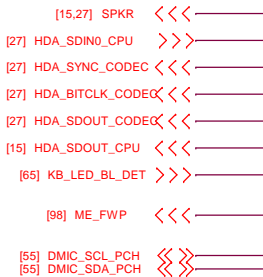 [15,27] SPKR
[27] HDA_SDIN0_CPU
[27] HDA_SYNC_CODEC
[27] HDA_BITCLK_CODEC
[27] HDA_SDOUT_CODEC
[15] HDA_SDOUT_CPU
[65] KB_LED_BL_DET
[98] ME_FWP
[55] DMIC_SCL_PCH
[55] DMIC_SDA_PCH